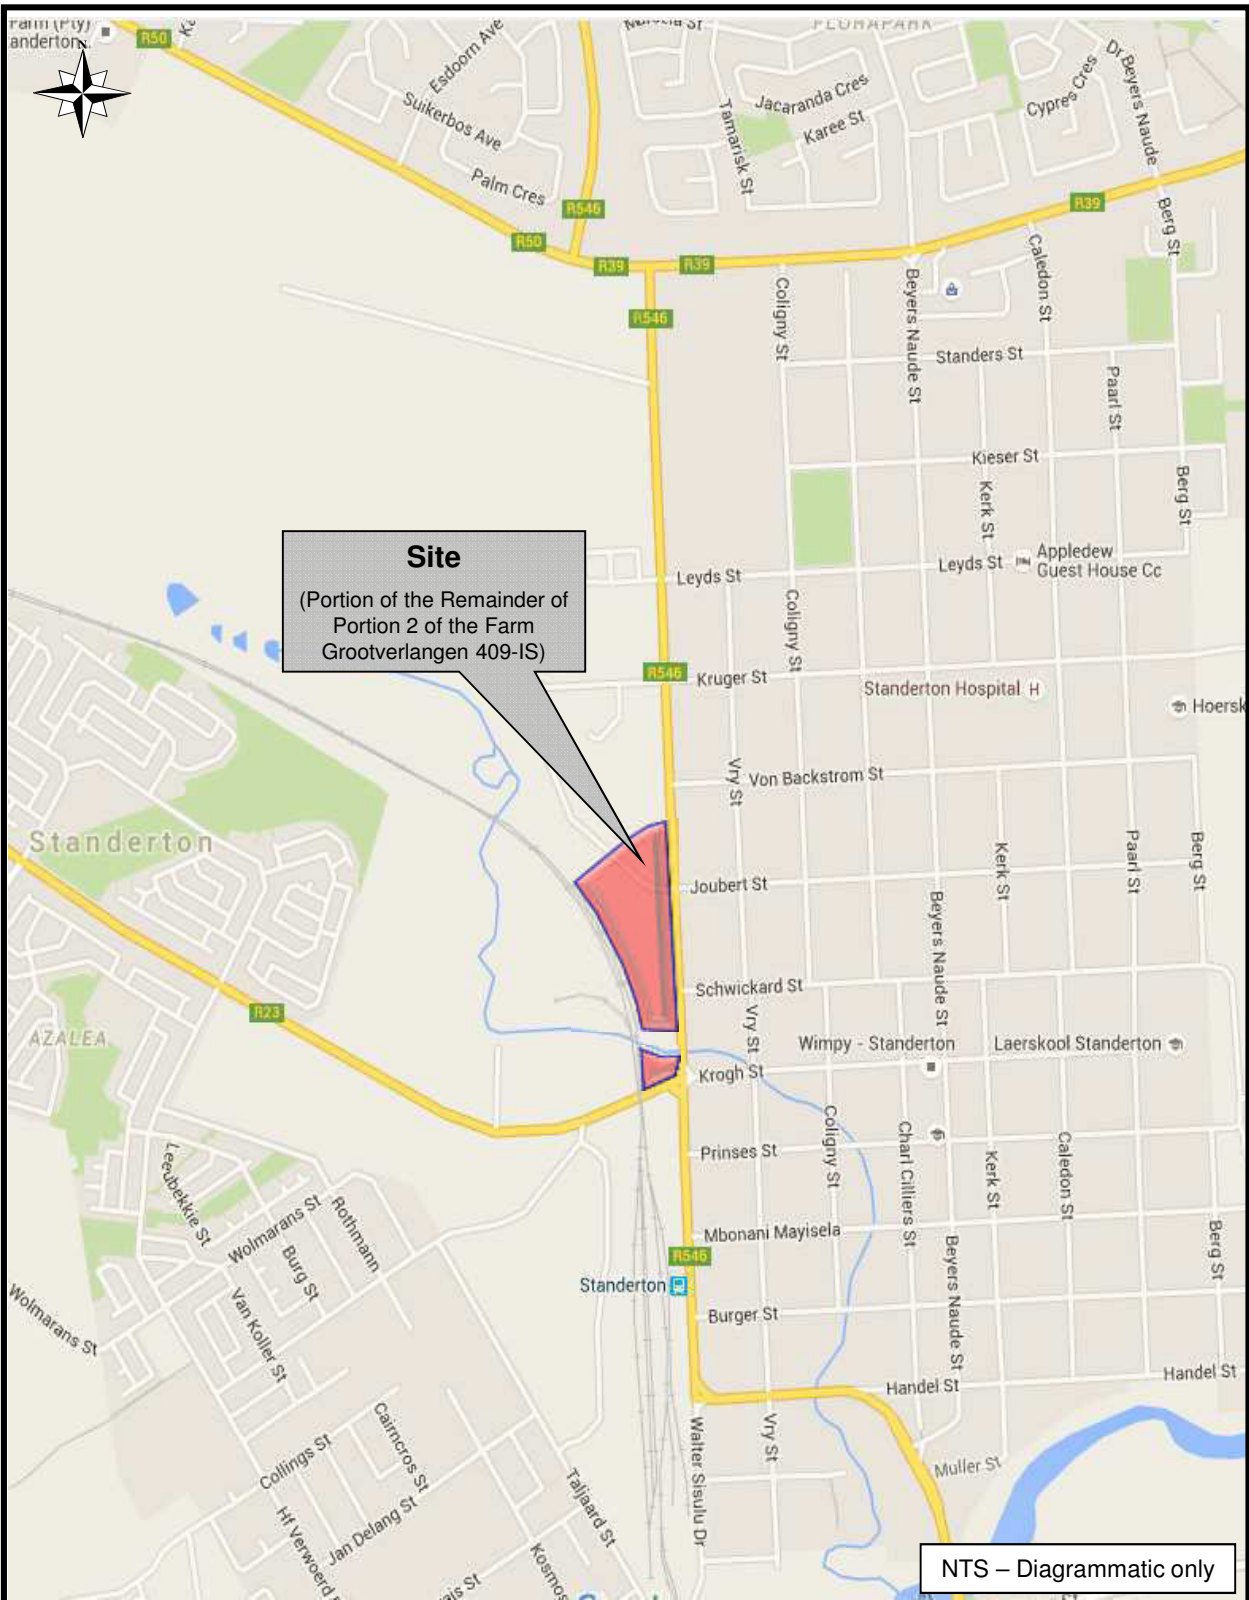 Farm (Pty)
anderton..
N
R50
Esdoorn Ave
Suikerbos Ave
Palm Cres
R546
R50
R39
R39
R546
FLORAPARK
Jacaranda Cres
Karee St
Tamarisk St
Cypres Cres
Dr Beyers Naude
R39
Berg St
Caledon St
Coligny St
Beyers Naude St
Standers St
Paarl St
Kieser St
Kerk St
Berg St
Site
(Portion of the Remainder of
Portion 2 of the Farm
Grootverlangen 409-IS)
Leyds St
Leyds St
Appledew
Guest House Cc
Coligny St
R546
Kruger St
Standerton Hospital H
Hoersk
Vry St
Von Backstrom St
Standerton
Joubert St
Kerk St
Paarl St
Berg St
Beyers Naude St
Schwickard St
R23
AZALEA
Vry St
Wimpy - Standerton
Laerskool Standerton
Krogh St
Prinses St
Coligny St
Charl Cilliers St
Kerk St
Caledon St
Leeubekkie St
Wolmarans St
Rothmann
Burg St
Mbonani Mayisela
Berg St
R546
Standerton
Beyers Naude St
Wolmarans St
Van Koller St
Burger St
Handel St
Handel St
Cairncros St
Collings St
Walter Sisulu Dr
Vry St
Muller St
Taljaard St
Jan Delang St
Hf Verwoerd
Kosmos
ais St
NTS – Diagrammatic only